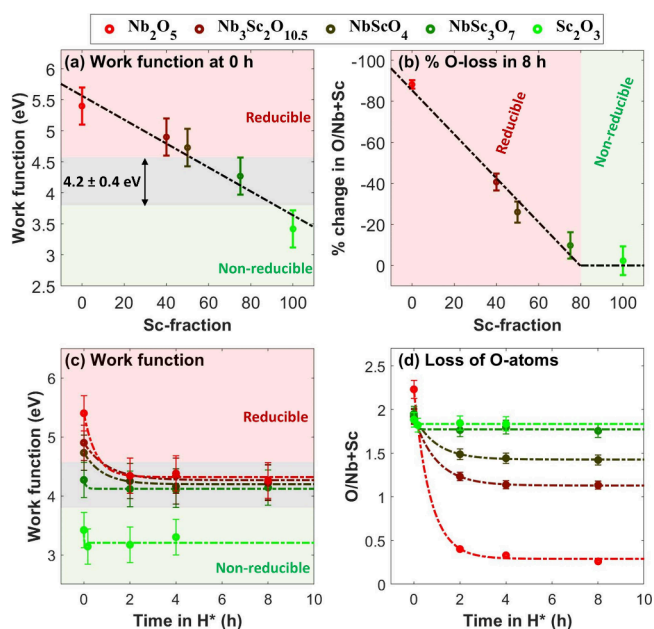 Nb₂O₅ Nb₃Sc₂O₁₀.₅ NbScO₄ NbSc₃O₇ Sc₂O₃
(a) Work function at 0 h
Work function (eV)
6
5.5
5
4.5
4
3.5
3
2.5
Reducible
4.2 ± 0.4 eV
Non-reducible
0 20 40 60 80 100
Sc-fraction
(b) % O-loss in 8 h
% change in O/Nb+Sc
-100
-80
-60
-40
-20
0
Reducible
Non-reducible
0 20 40 60 80 100
Sc-fraction
(c) Work function
Work function (eV)
6
5
4
3
Reducible
Non-reducible
0 2 4 6 8 10
Time in H* (h)
(d) Loss of O-atoms
O/Nb+Sc
2.5
2
1.5
1
0.5
0
0 2 4 6 8 10
Time in H* (h)